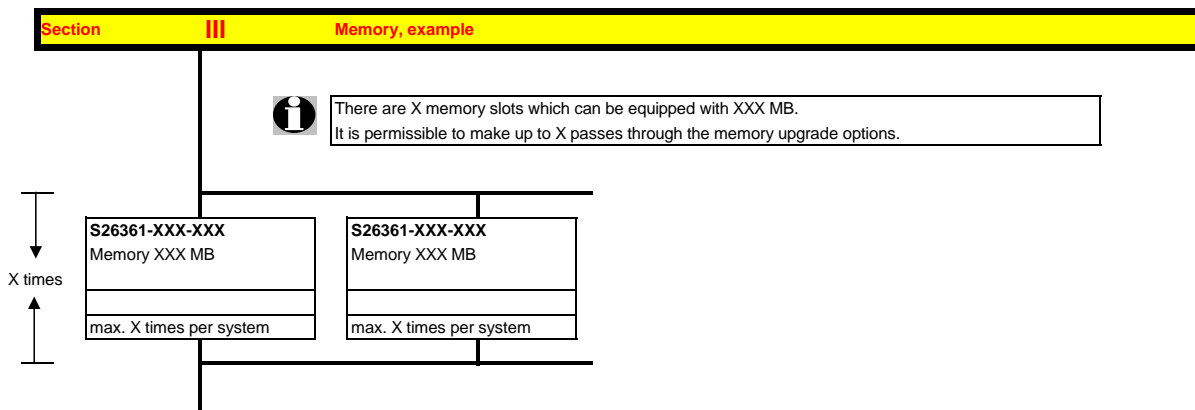 Section III Memory, example
There are X memory slots which can be equipped with XXX MB.
It is permissible to make up to X passes through the memory upgrade options.
S26361-XXX-XXX
Memory XXX MB
max. X times per system
S26361-XXX-XXX
Memory XXX MB
max. X times per system
X times